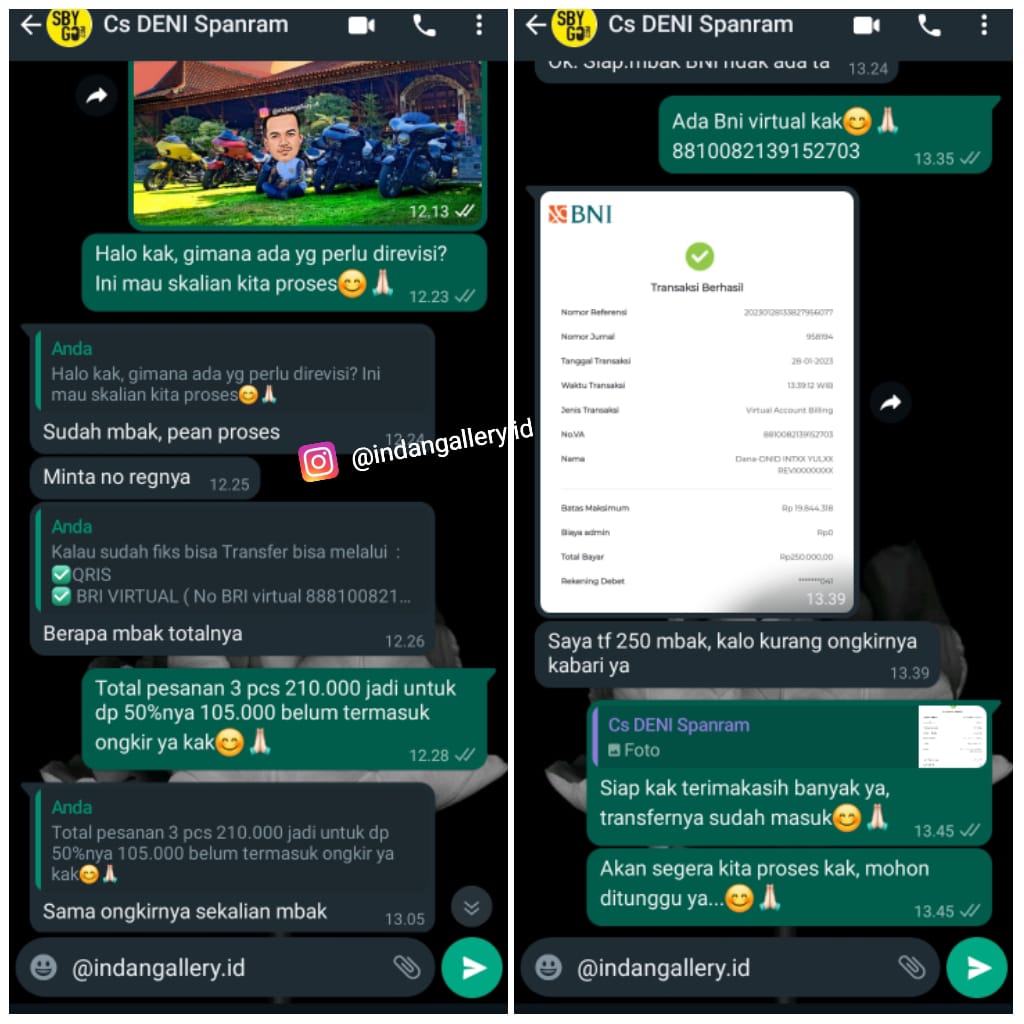 SBY
GO
Cs DENI Spanram
@indangallery.id
12.13
Halo kak, gimana ada yg perlu direvisi?
Ini mau skalian kita proses😊🙏🏻
12.23
Anda
Halo kak, gimana ada yg perlu direvisi? Ini
mau skalian kita proses😊🙏🏻
Sudah mbak, pean proses
12.24
Minta no regnya
12.25
Anda
Kalau sudah fiks bisa Transfer bisa melalui :
✅QRIS
✅ BRI VIRTUAL ( No BRI virtual 888100821...
Berapa mbak totalnya
12.26
Total pesanan 3 pcs 210.000 jadi untuk
dp 50%nya 105.000 belum termasuk
ongkir ya kak😊🙏🏻
12.28
Anda
Total pesanan 3 pcs 210.000 jadi untuk dp
50%nya 105.000 belum termasuk ongkir ya
kak😊🙏🏻
Sama ongkirnya sekalian mbak
13.05
@indangallery.id
@indangallery.id
SBY
GO
Cs DENI Spanram
Ok. Siap.mbak BNI tidak ada ta
13.24
Ada Bni virtual kak😊🙏🏻
8810082139152703
13.35
BNI
Transaksi Berhasil
Nomor Referensi 20230128133827956077
Nomor Jurnal 958194
Tanggal Transaksi 28-01-2023
Waktu Transaksi 13:39:12 WIB
Jenis Transaksi Virtual Account Billing
No.VA 8810082139152703
Nama Dana-DNID INTXX YULXX
REVXXXXXXXX
Batas Maksimum Rp 19.844.318
Biaya admin Rp0
Total Bayar Rp250.000,00
Rekening Debet *******041
13.39
Saya tf 250 mbak, kalo kurang ongkirnya
kabari ya
13.39
Cs DENI Spanram
Foto
Siap kak terimakasih banyak ya,
transfernya sudah masuk😊🙏🏻
13.45
Akan segera kita proses kak, mohon
ditunggu ya...😊🙏🏻
13.45
@indangallery.id